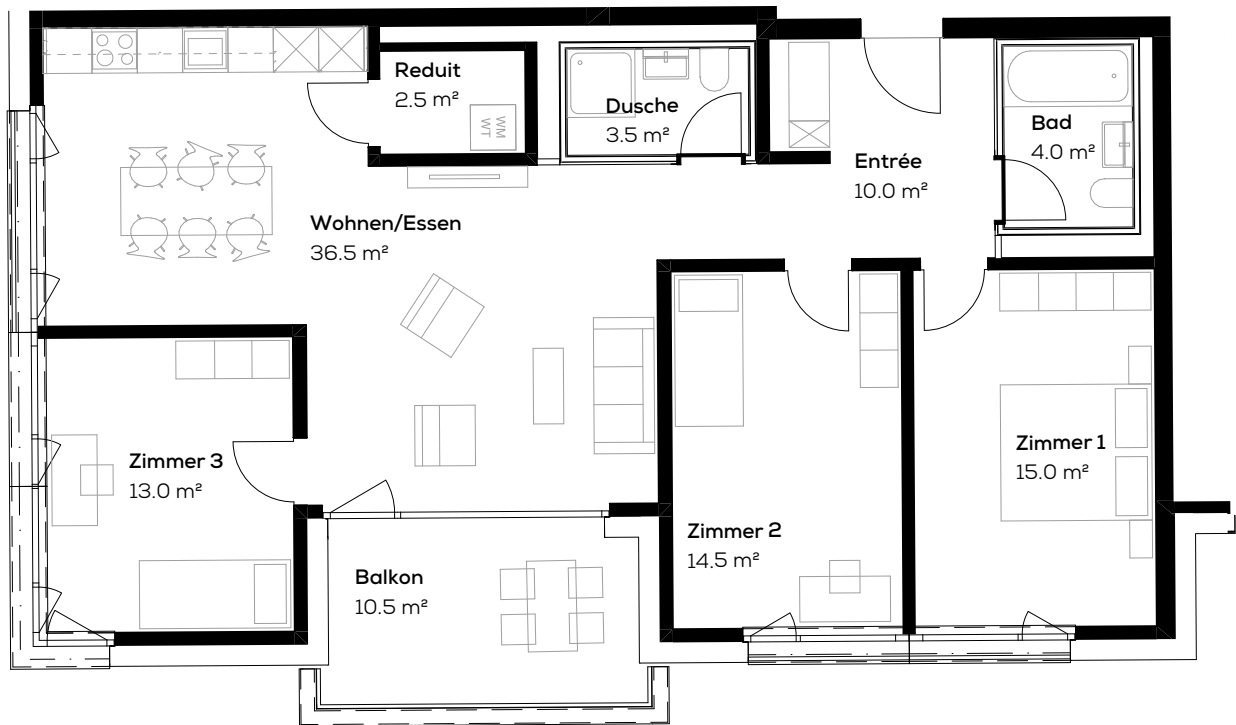 Reduit
2.5 m²
WM
WT
Dusche
3.5 m²
Bad
4.0 m²
Entrée
10.0 m²
Wohnen/Essen
36.5 m²
Zimmer 3
13.0 m²
Zimmer 1
15.0 m²
Zimmer 2
14.5 m²
Balkon
10.5 m²